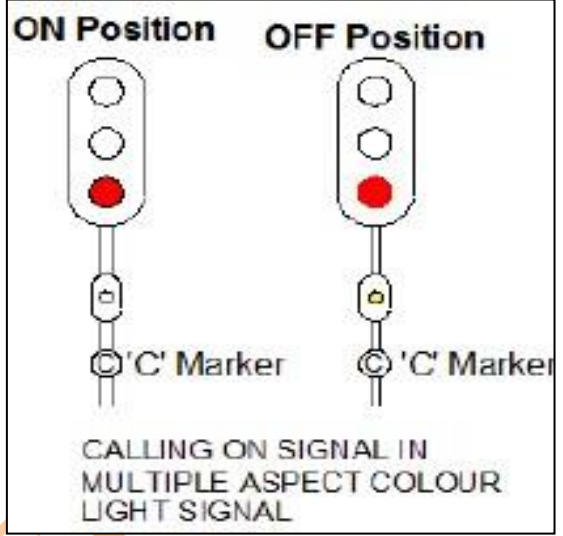 ON Position OFF Position
C 'C' Marker C 'C' Marker
CALLING ON SIGNAL IN
MULTIPLE ASPECT COLOUR
LIGHT SIGNAL